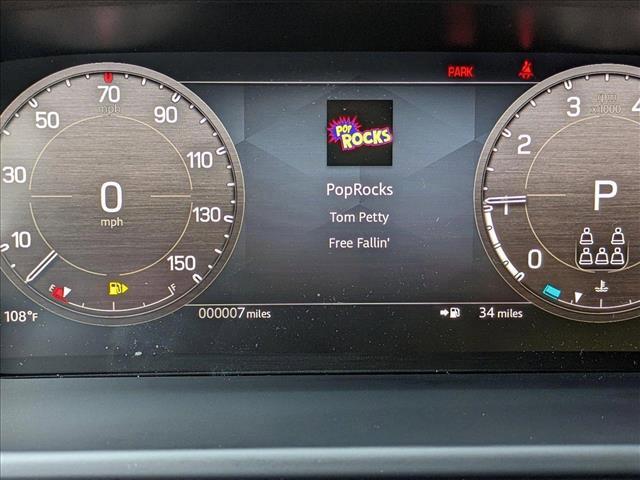 PARK
70
mph
50
90
30
110
10
130
150
0
mph
E
F
POP
ROCKS
PopRocks
Tom Petty
Free Fallin'
rpm
x1000
4
3
2
1
0
P
108°F
000007 miles
34 miles